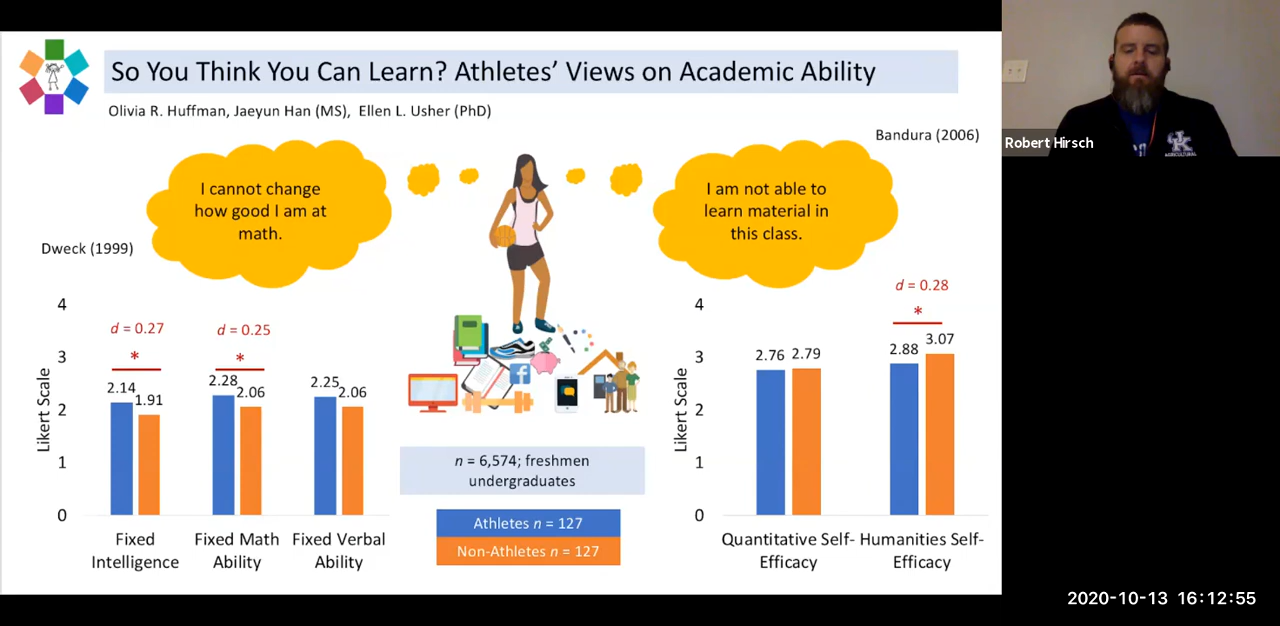 So You Think You Can Learn? Athletes’ Views on Academic Ability
Olivia R. Huffman, Jaeyun Han (MS), Ellen L. Usher (PhD)
Bandura (2006)
I cannot change
how good I am at
math.
I am not able to
learn material in
this class.
Dweck (1999)
4
3
2
1
0
Likert Scale
d = 0.27
*
2.14
1.91
d = 0.25
*
2.28
2.06
2.25
2.06
Fixed
Intelligence
Fixed Math
Ability
Fixed Verbal
Ability
n = 6,574; freshmen
undergraduates
Athletes n = 127
Non-Athletes n = 127
4
3
2
1
0
Likert Scale
2.76
2.79
d = 0.28
*
2.88
3.07
Quantitative Self-
Efficacy
Humanities Self-
Efficacy
Robert Hirsch
UK
2020-10-13 16:12:55